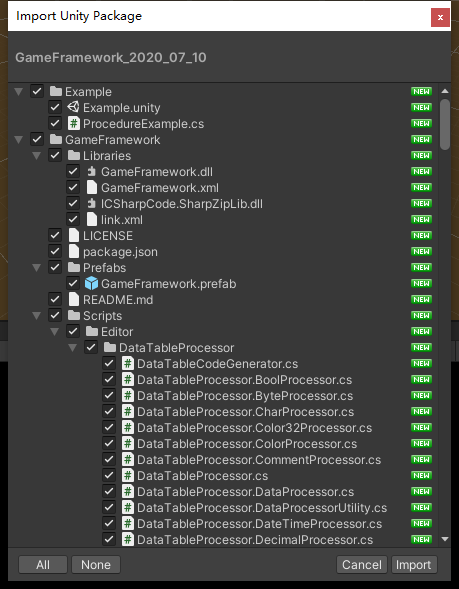 Import Unity Package
x
GameFramework_2020_07_10
Example NEW
Example.unity NEW
ProcedureExample.cs NEW
GameFramework NEW
Libraries NEW
GameFramework.dll NEW
GameFramework.xml NEW
ICSharpCode.SharpZipLib.dll NEW
link.xml NEW
LICENSE NEW
package.json NEW
Prefabs NEW
GameFramework.prefab NEW
README.md NEW
Scripts NEW
Editor NEW
DataTableProcessor NEW
DataTableCodeGenerator.cs NEW
DataTableProcessor.BoolProcessor.cs NEW
DataTableProcessor.ByteProcessor.cs NEW
DataTableProcessor.CharProcessor.cs NEW
DataTableProcessor.Color32Processor.cs NEW
DataTableProcessor.ColorProcessor.cs NEW
DataTableProcessor.CommentProcessor.cs NEW
DataTableProcessor.cs NEW
DataTableProcessor.DataProcessor.cs NEW
DataTableProcessor.DataProcessorUtility.cs NEW
DataTableProcessor.DateTimeProcessor.cs NEW
DataTableProcessor.DecimalProcessor.cs NEW
All None Cancel Import